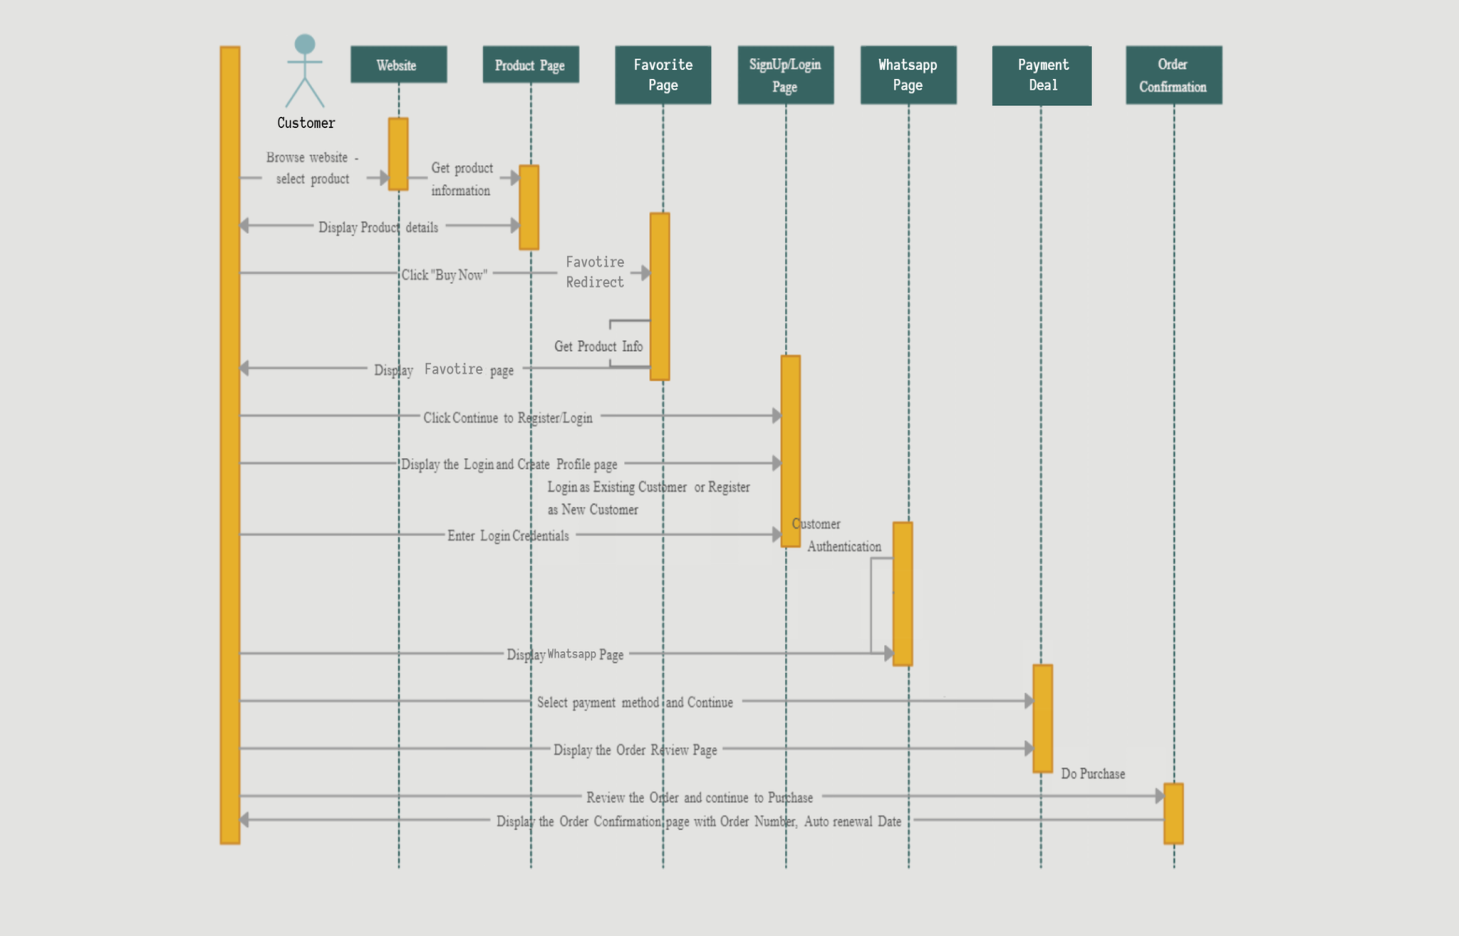 Website
Product Page
Favorite
Page
SignUp/Login
Page
Whatsapp
Page
Payment
Deal
Order
Confirmation
Customer
Browse website -
select product
Get product
information
Display Product details
Click "Buy Now"
Favotire
Redirect
Get Product Info
Display Favotire page
Click Continue to Register/Login
Display the Login and Create Profile page
Login as Existing Customer or Register
as New Customer
Enter Login Credentials
Customer
Authentication
Display Whatsapp Page
Select payment method and Continue
Display the Order Review Page
Do Purchase
Review the Order and continue to Purchase
Display the Order Confirmation page with Order Number, Auto renewal Date